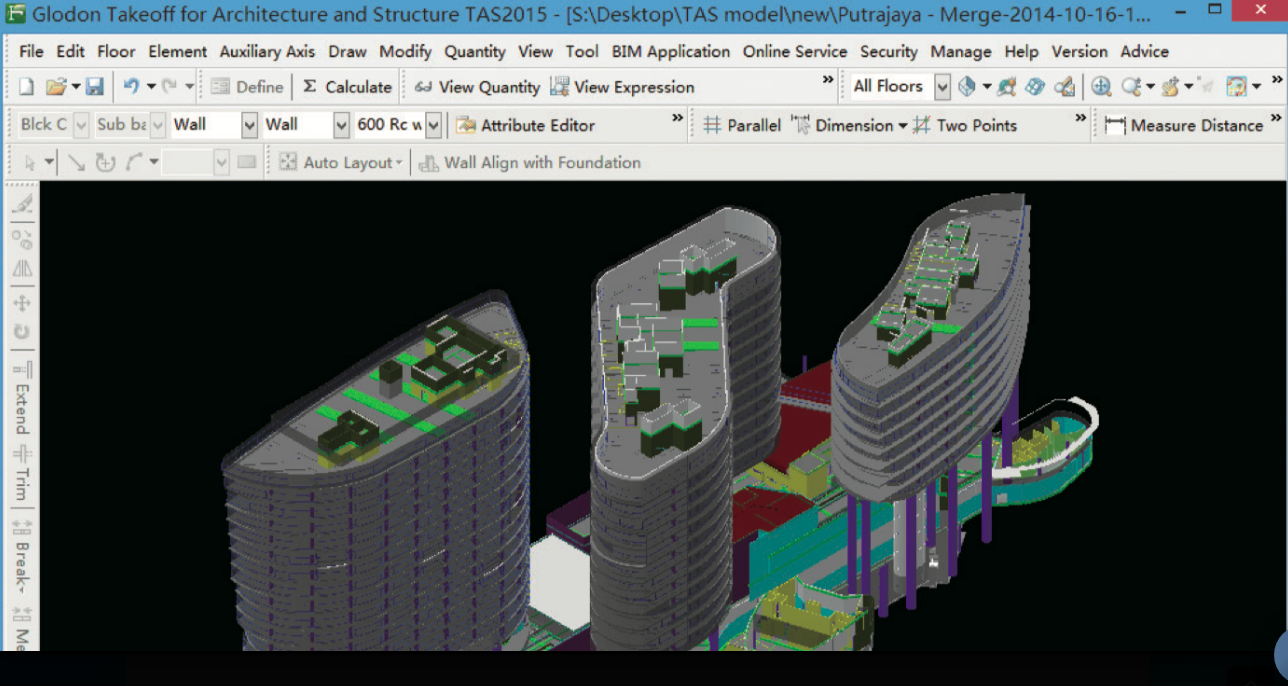 Glodon Takeoff for Architecture and Structure TAS2015 - [S:\Desktop\TAS model\new\Putrajaya - Merge-2014-10-16-1...
File Edit Floor Element Auxiliary Axis Draw Modify Quantity View Tool BIM Application Online Service Security Manage Help Version Advice
Define Σ Calculate View Quantity View Expression » All Floors »
Blck C Sub ba Wall Wall 600 Rc w Attribute Editor » Parallel Dimension Two Points » Measure Distance »
Auto Layout Wall Align with Foundation
Extend
Trim
Break
Me